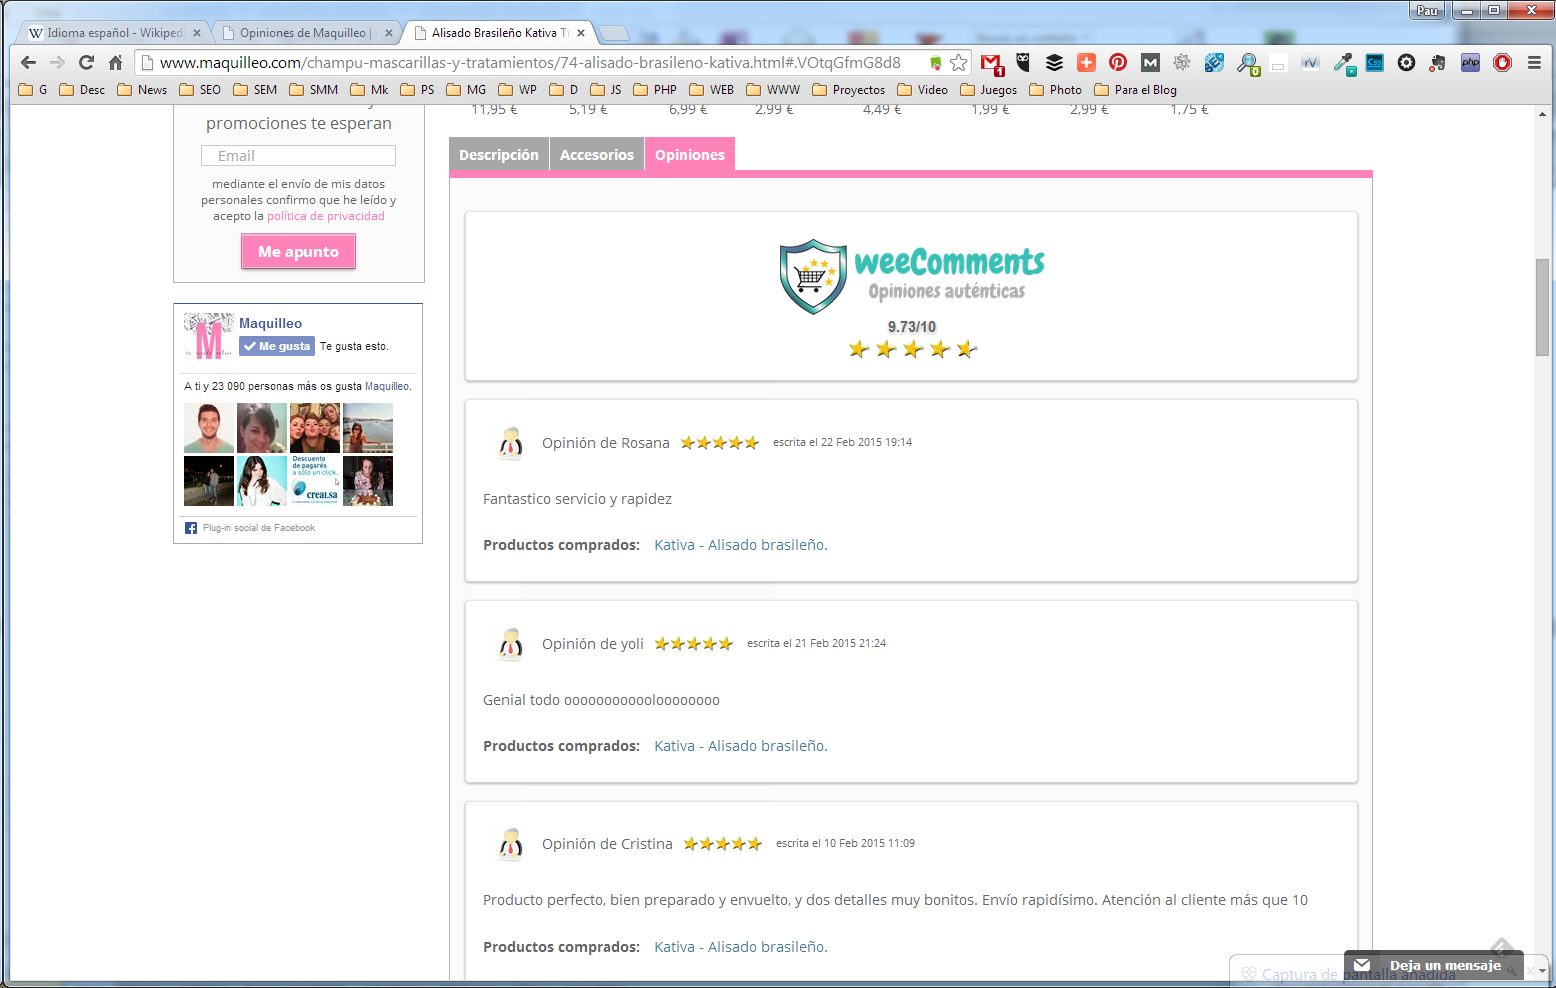 Pau
Idioma español - Wikiped
Opiniones de Maquilleo |
Alisado Brasileño Kativa T
www.maquilleo.com/champu-mascarillas-y-tratamientos/74-alisado-brasileno-kativa.html#.VOtqGfmG8d8
G Desc News SEO SEM SMM Mk PS MG WP D JS PHP WEB WWW Proyectos Video Juegos Photo Para el Blog
11,95 € 5,19 € 6,99 € 2,99 € 4,49 € 1,99 € 2,99 € 1,75 €
promociones te esperan
Email
mediante el envío de mis datos
personales confirmo que he leído y
acepto la política de privacidad
Me apunto
Maquilleo
Me gusta Te gusta esto.
A ti y 23 090 personas más os gusta Maquilleo.
Descuento
de pagarés
a sólo un click.
crealsa
Plug-in social de Facebook
Descripción Accesorios Opiniones
weeComments
Opiniones auténticas
9.73/10
Opinión de Rosana escrita el 22 Feb 2015 19:14
Fantastico servicio y rapidez
Productos comprados: Kativa - Alisado brasileño.
Opinión de yoli escrita el 21 Feb 2015 21:24
Genial todo oooooooooooloooooooo
Productos comprados: Kativa - Alisado brasileño.
Opinión de Cristina escrita el 10 Feb 2015 11:09
Producto perfecto, bien preparado y envuelto, y dos detalles muy bonitos. Envío rapidísimo. Atención al cliente más que 10
Productos comprados: Kativa - Alisado brasileño.
Deja un mensaje
Captura de pantalla añadida